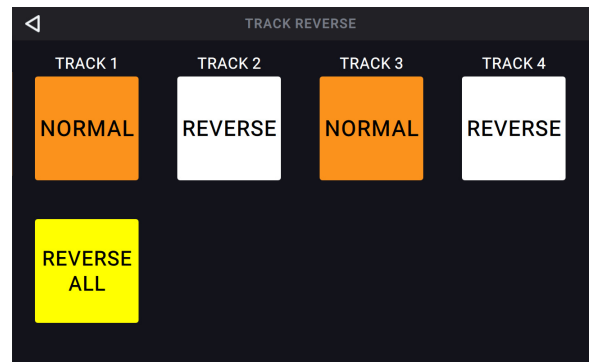 TRACK REVERSE
TRACK 1 TRACK 2 TRACK 3 TRACK 4
NORMAL REVERSE NORMAL REVERSE
REVERSE
ALL